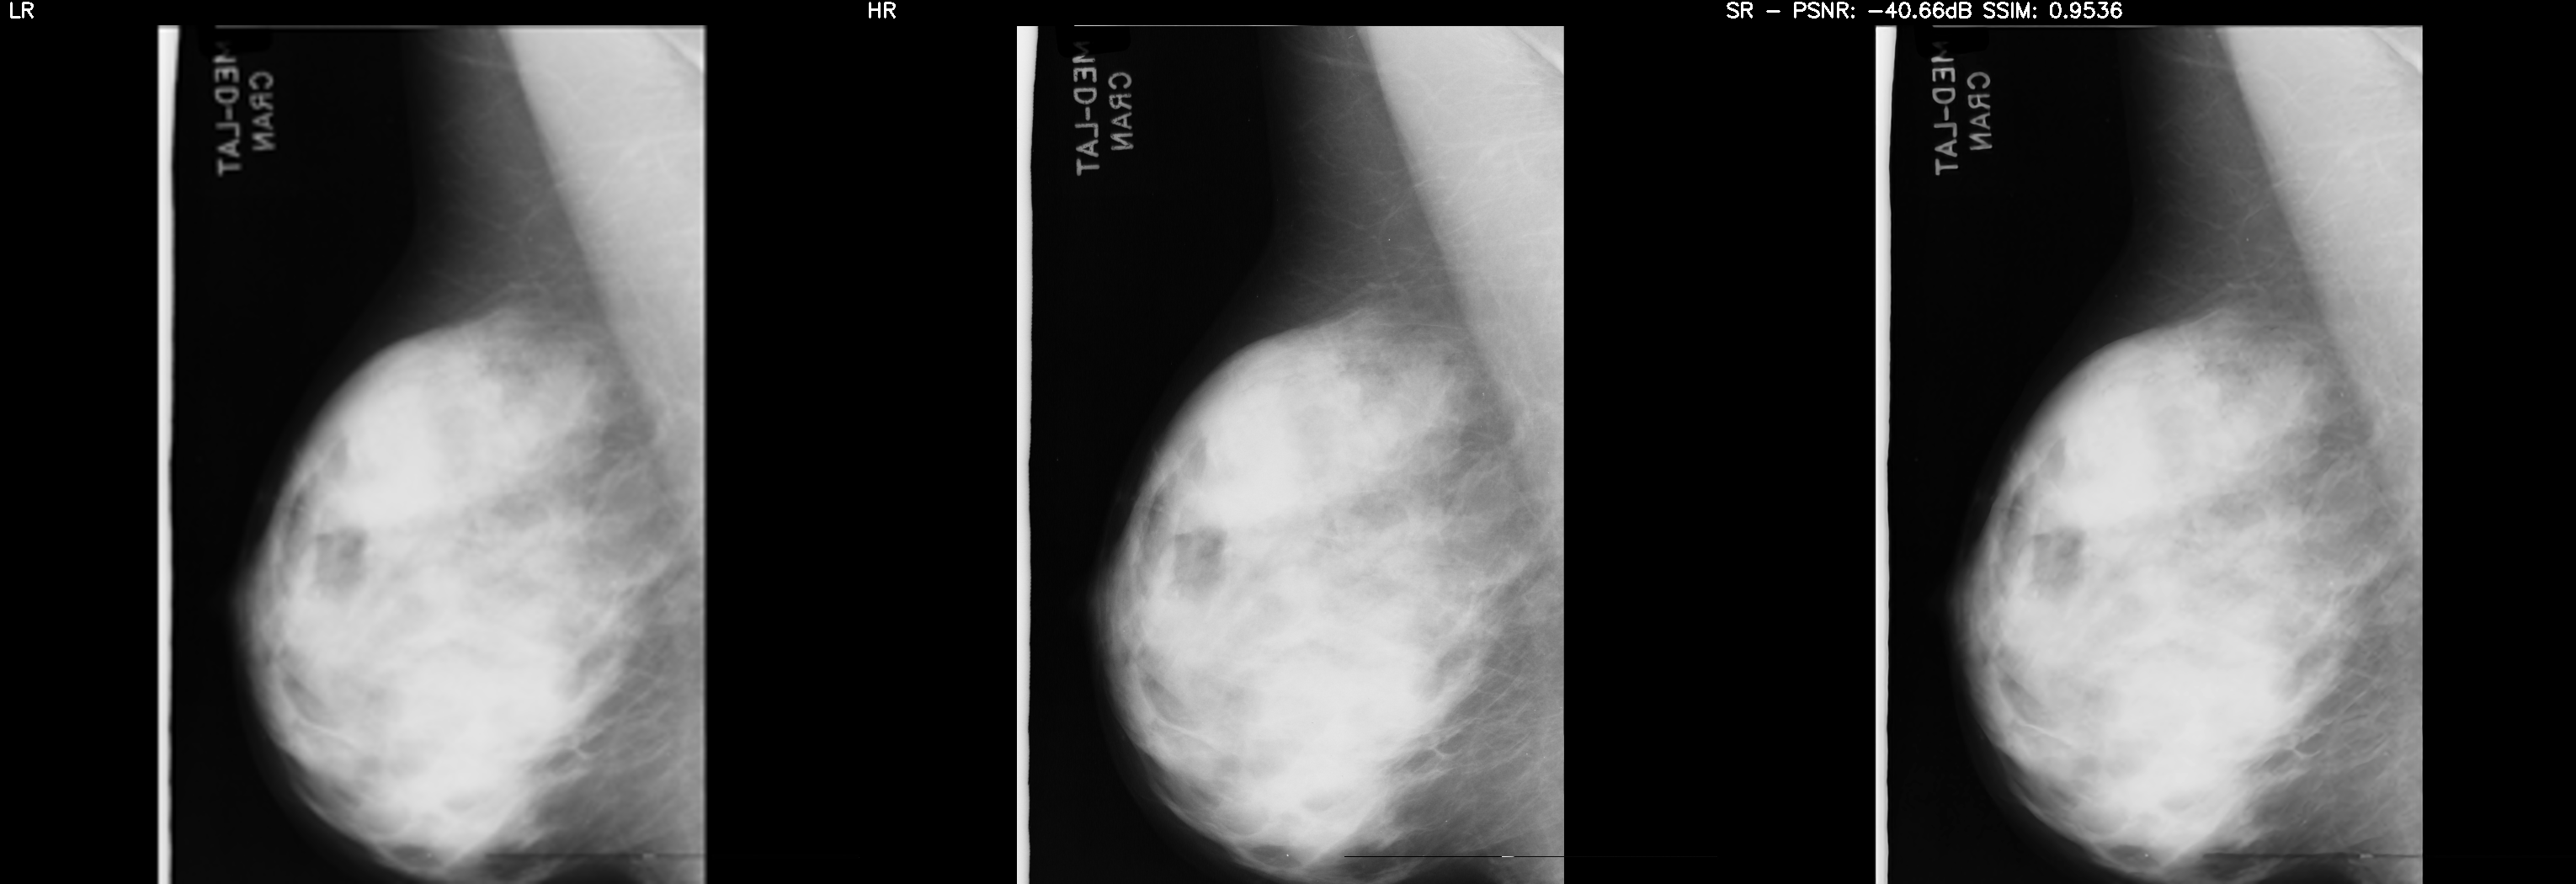 LR
HR
SR - PSNR: -40.66dB SSIM: 0.9536
MED-LAT
CRAN
MED-LAT
CRAN
MED-LAT
CRAN